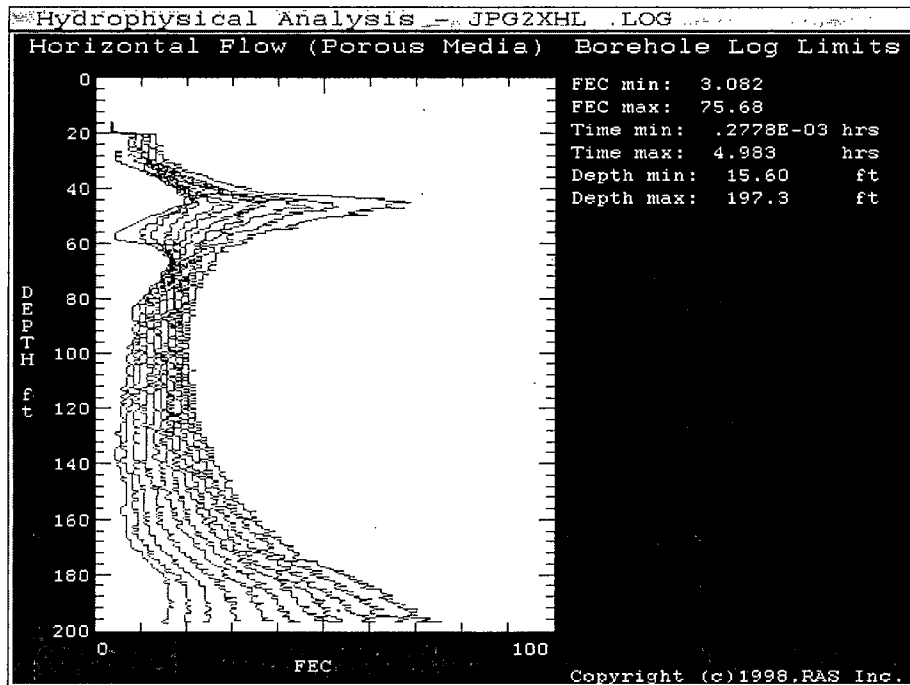 Hydrophysical Analysis - JPG2XHL .LOG
Horizontal Flow (Porous Media) Borehole Log Limits
FEC min: 3.082
FEC max: 75.68
Time min: .2778E-03 hrs
Time max: 4.983 hrs
Depth min: 15.60 ft
Depth max: 197.3 ft
0
20
40
60
80
100
120
140
160
180
200
DEPTH ft
0 100
FEC
Copyright (c)1998,RAS Inc.